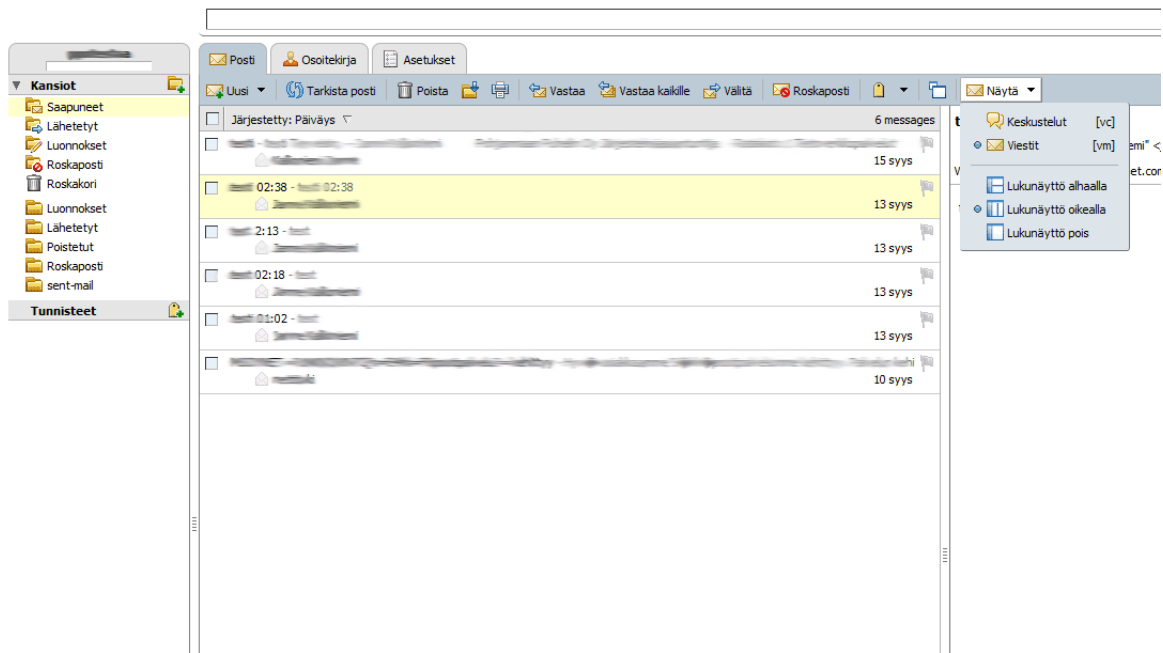 Posti Osoitekirja Asetukset
Kansiot
Uusi Tarkista posti Poista Vastaa Vastaa kaikille Välitä Roskaposti Näytä
Saapuneet
Lähetetyt
Luonnokset
Roskaposti
Roskakori
Luonnokset
Lähetetyt
Poistetut
Roskaposti
sent-mail
Tunnisteet
Järjestetty: Päiväys 6 messages
15 syys
02:38 - 02:38
13 syys
2:13 -
13 syys
02:18 -
13 syys
01:02 -
13 syys
10 syys
Keskustelut [vc]
Viestit [vm]
Lukunäyttö alhaalla
Lukunäyttö oikealla
Lukunäyttö pois